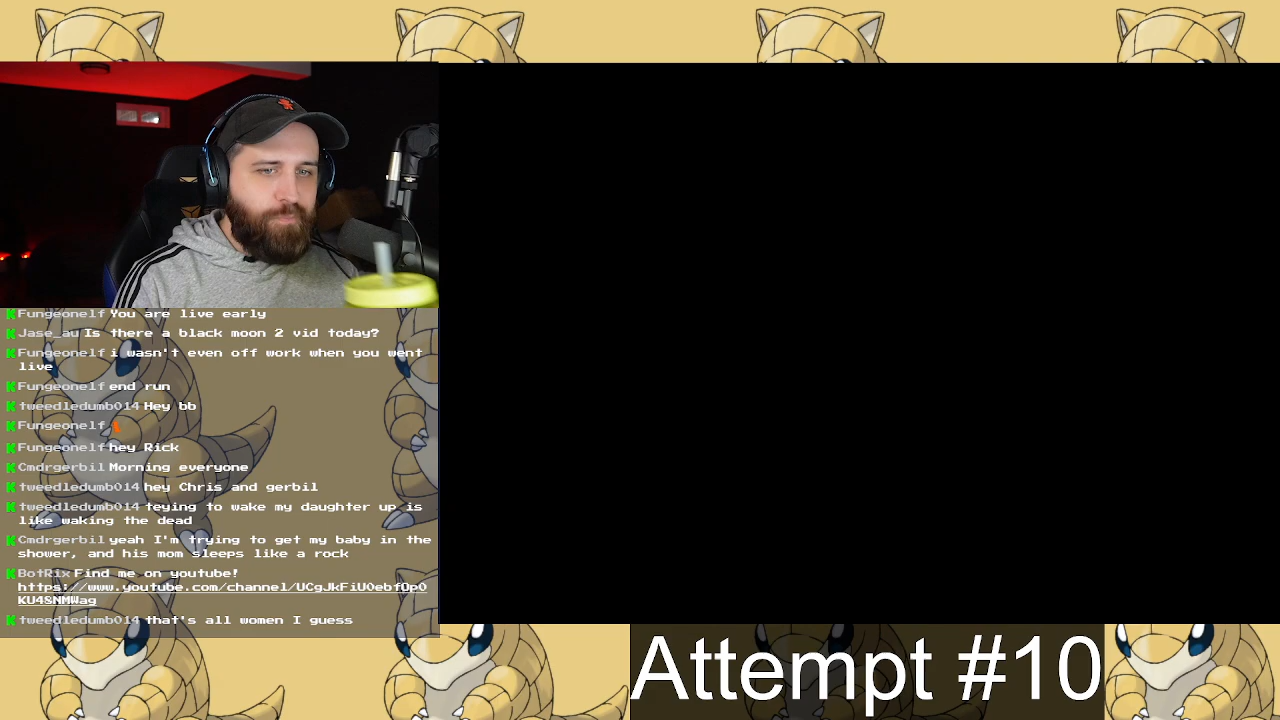 Fungeonelf You are live early
Jase_au Is there a black moon 2 vid today?
Fungeonelf i wasn't even off work when you went
live
Fungeonelf end run
tweedledumb014 Hey bb
Fungeonelf
Fungeonelf hey Rick
Cmdrgerbil Morning everyone
tweedledumb014 hey Chris and gerbil
tweedledumb014 teying to wake my daughter up is
like waking the dead
Cmdrgerbil yeah I'm trying to get my baby in the
shower, and his mom sleeps like a rock
BotRix Find me on youtube!
https://www.youtube.com/channel/UCgJkFiU0ebfOp0
KU48NMWag
tweedledumb014 that's all women I guess
Attempt #10